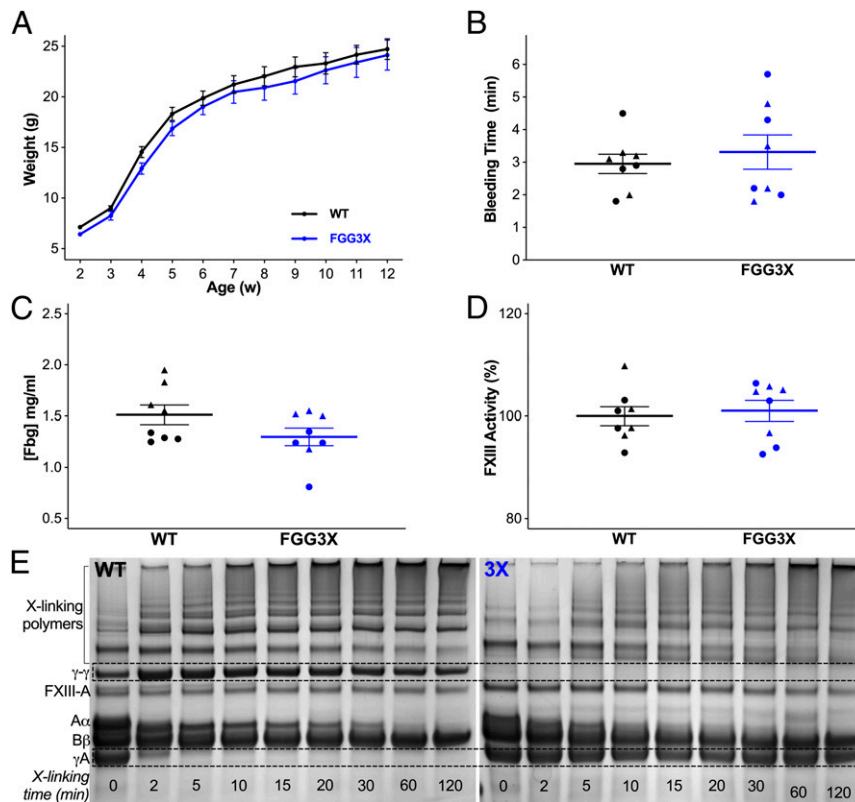 A
Weight (g)
25
20
15
10
5
WT
FGG3X
2 3 4 5 6 7 8 9 10 11 12
Age (w)
B
Bleeding Time (min)
6
5
4
3
2
1
0
WT FGG3X
C
[Fbg] mg/ml
2.5
2.0
1.5
1.0
0.5
WT FGG3X
D
FXIII Activity (%)
120
100
80
WT FGG3X
E
WT
3X
X-linking
polymers
γ-γ
FXIII-A
Aα
Bβ
γA
X-linking
time (min)
0 2 5 10 15 20 30 60 120
0 2 5 10 15 20 30 60 120